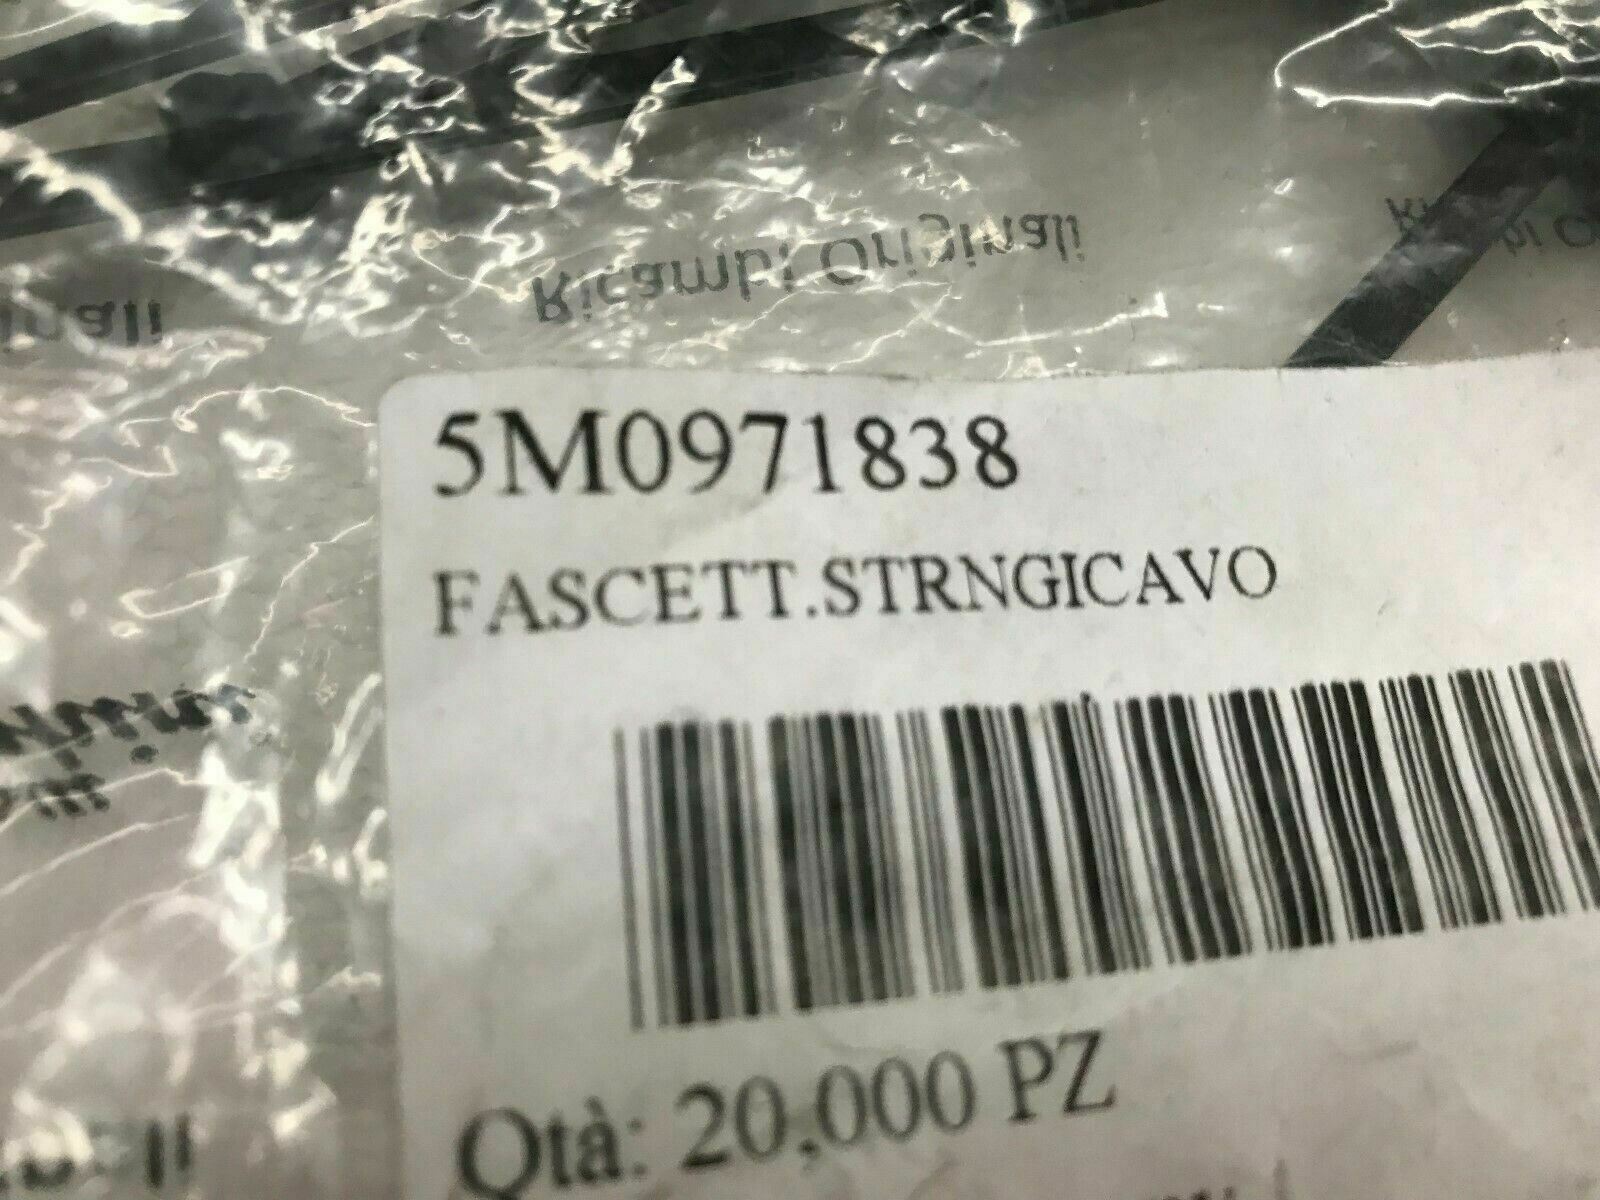 Ricambi Originali
5M0971838
FASCETT.STRNGICAVO
Qtà: 20,000 PZ